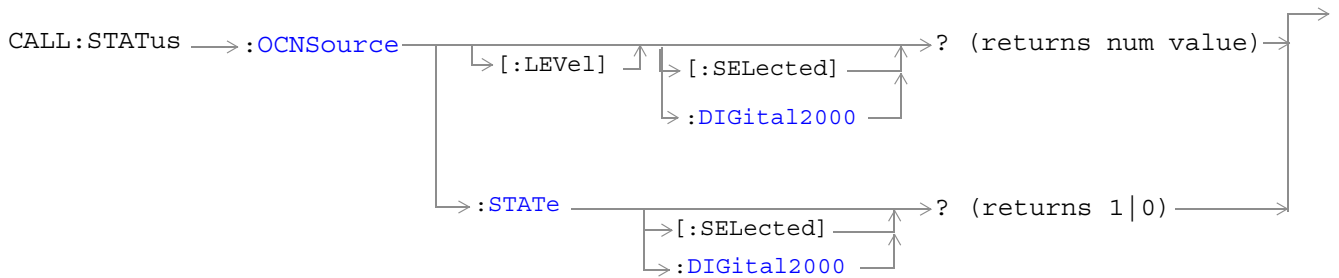 CALL:STATus :OCNSource ? (returns num value)
[:LEVel] [:SELected]
:DIGital2000
:STATe ? (returns 1|0)
[:SELected]
:DIGital2000